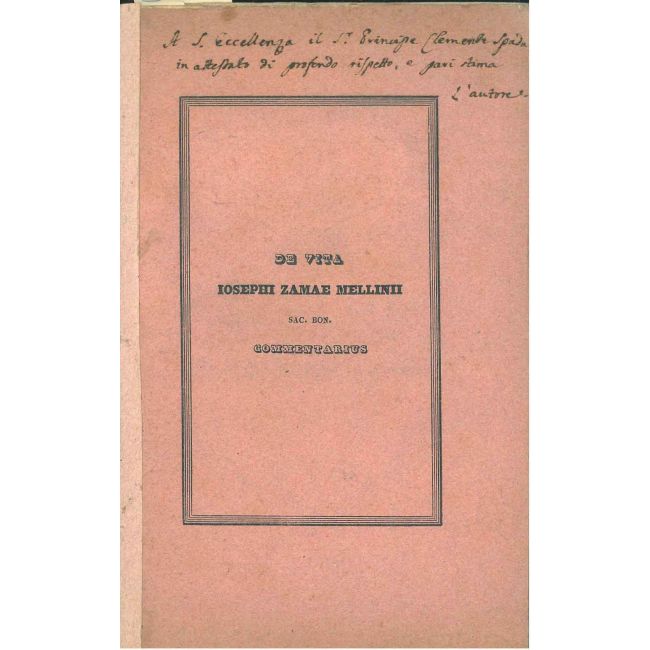 A S. Eccellenza il Sr. Principe Clemente Spada
in attestato di profondo rispetto, e pari stima
L'autore
DE VITA
IOSEPHI ZAMAE MELLINII
SAC. BON.
COMMENTARIUS